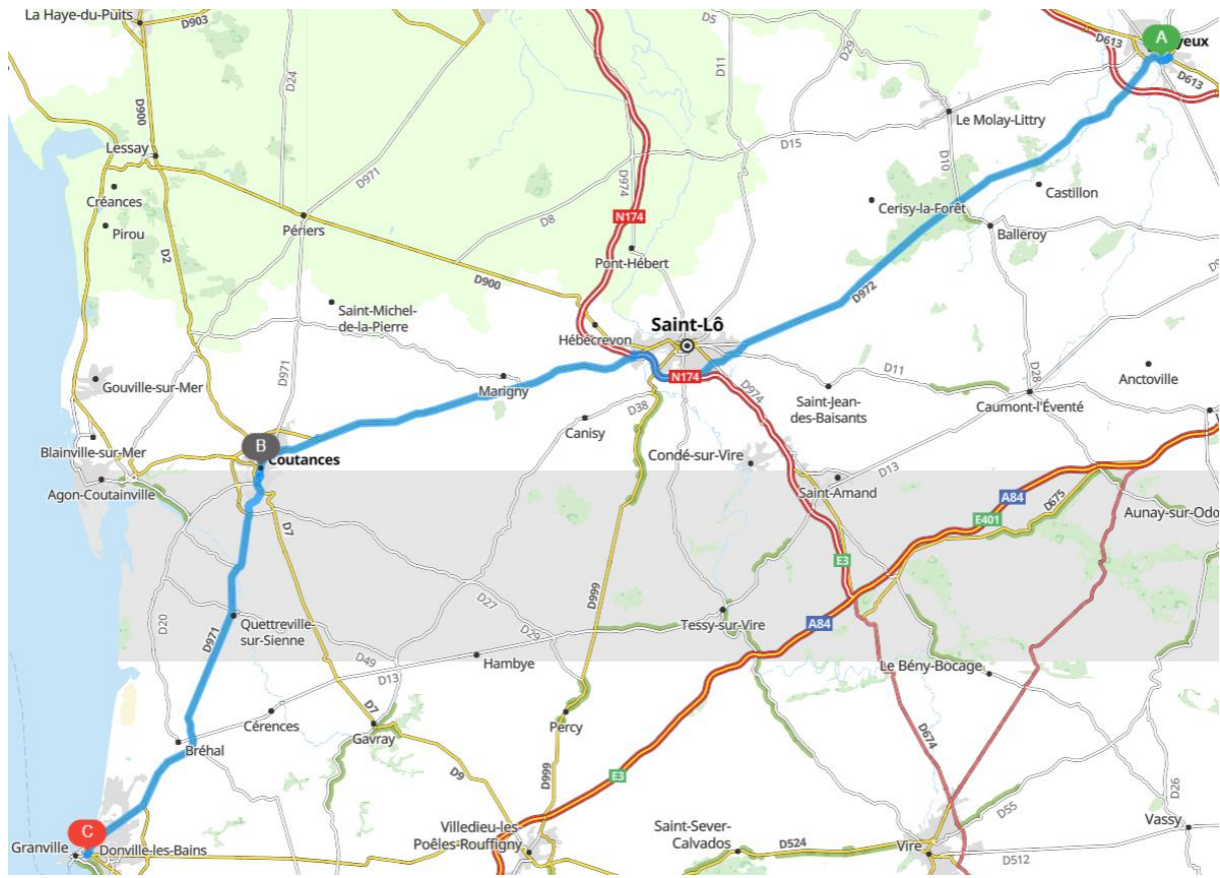 La Haye-du-Puits
D903
D5
D613
A
yeux
D29
D24
D11
D613
D900
Le Molay-Littry
Lessay
D15
D971
D974
D10
Castillon
Créances
Cerisy-la-Forêt
D8
N174
Pirou
Périers
Balleroy
D2
Pont-Hébert
D900
D972
Saint-Michel-
de-la-Pierre
Saint-Lô
Hébécrevon
D971
Gouville-sur-Mer
Marigny
N174
D11
D28
Anctoville
D974
Saint-Jean-
des-Baisants
Caumont-l'Éventé
D38
Canisy
B
Blainville-sur-Mer
Coutances
Condé-sur-Vire
D13
Agon-Coutainville
Saint-Amand
A84
D675
Aunay-sur-Odo
E401
D7
E3
D999
D27
D20
Quettreville-
sur-Sienne
D29
Tessy-sur-Vire
A84
D971
D49
Hambye
D13
Le Bény-Bocage
Cérences
D7
Percy
Bréhal
Gavray
D674
D9
D999
E3
D26
D55
C
Villedieu-les-
Poêles-Rouffigny
Saint-Sever-
Calvados
Vassy
Granville
Donville-les-Bains
D524
Vire
D512